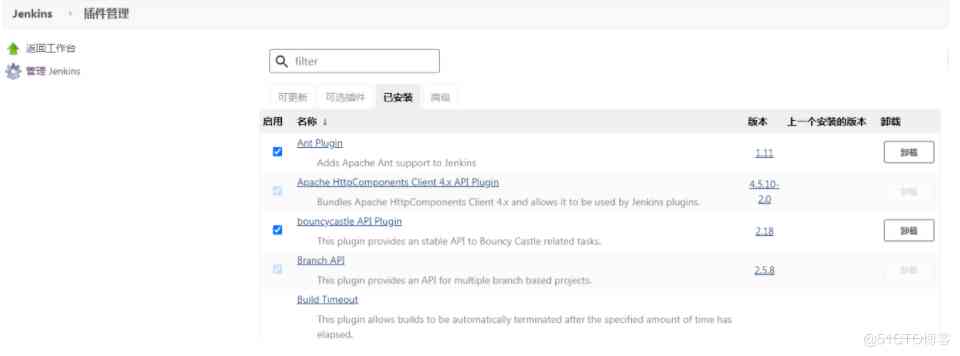 Jenkins › 插件管理
返回工作台
管理 Jenkins
filter
可更新 可选插件 已安装 高级
启用 名称 ↓ 版本 上一个安装的版本 卸载
Ant Plugin
Adds Apache Ant support to Jenkins
1.11 卸载
Apache HttpComponents Client 4.x API Plugin
Bundles Apache HttpComponents Client 4.x and allows it to be used by Jenkins plugins.
4.5.10-
2.0 卸载
bouncycastle API Plugin
This plugin provides an stable API to Bouncy Castle related tasks.
2.18 卸载
Branch API
This plugin provides an API for multiple branch based projects.
2.5.8 卸载
Build Timeout
This plugin allows builds to be automatically terminated after the specified amount of time has
elapsed.
@51CTO博客